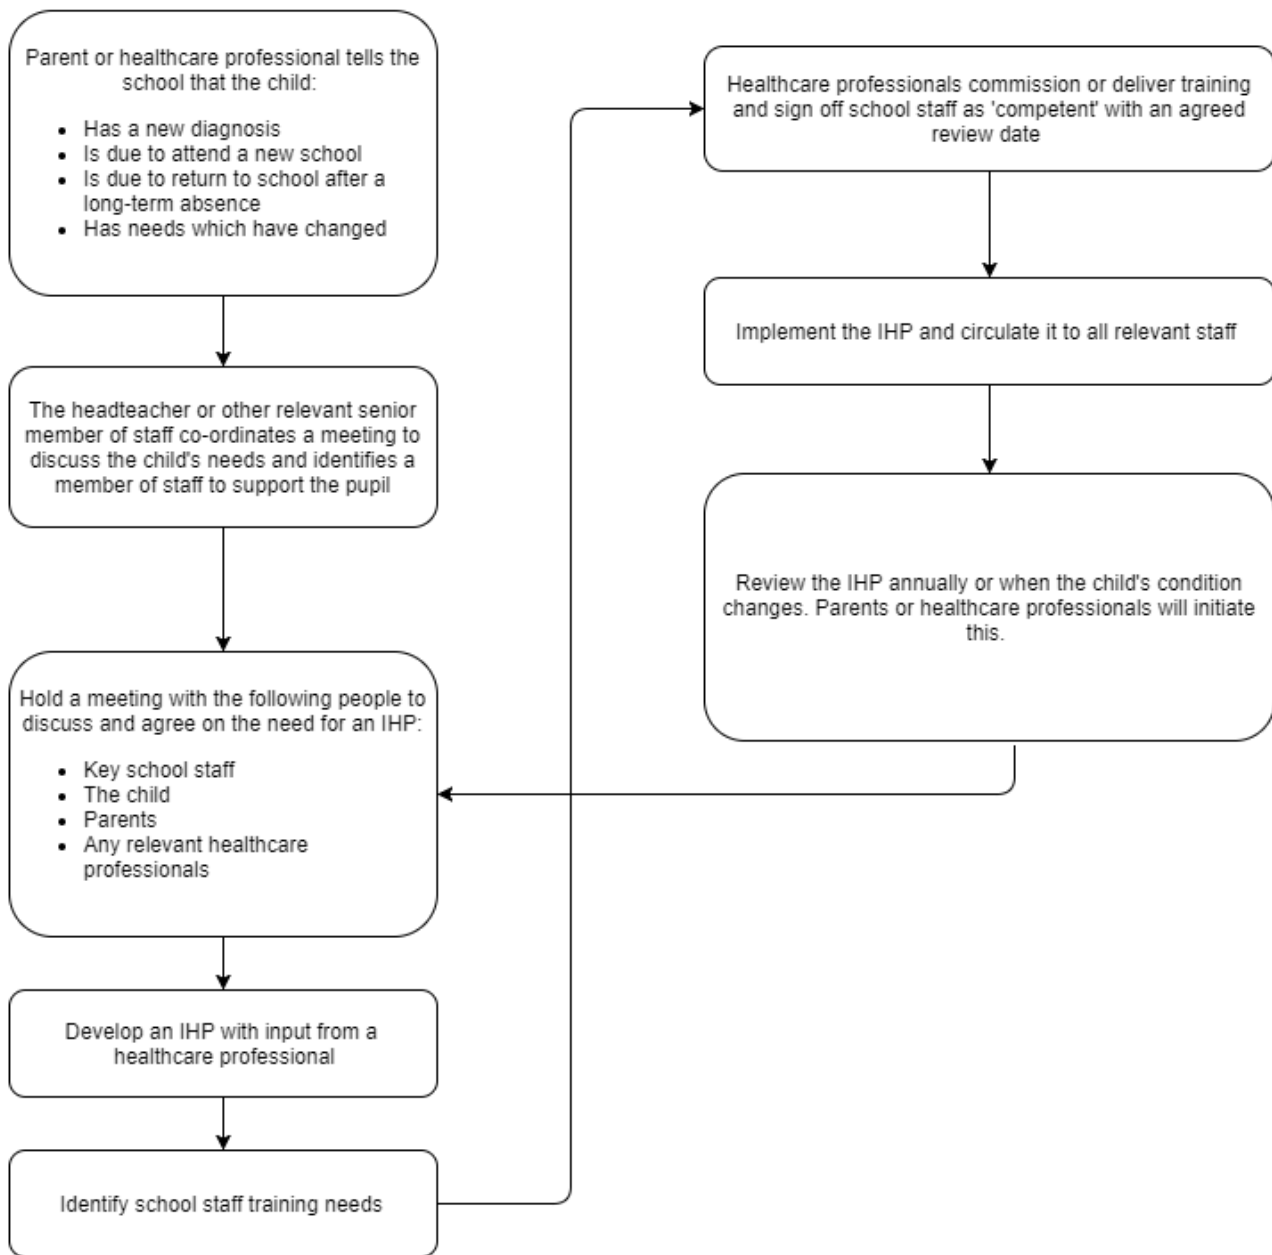 Parent or healthcare professional tells the
school that the child:
• Has a new diagnosis
• Is due to attend a new school
• Is due to return to school after a
long-term absence
• Has needs which have changed
The headteacher or other relevant senior
member of staff co-ordinates a meeting to
discuss the child's needs and identifies a
member of staff to support the pupil
Hold a meeting with the following people to
discuss and agree on the need for an IHP:
• Key school staff
• The child
• Parents
• Any relevant healthcare
professionals
Develop an IHP with input from a
healthcare professional
Identify school staff training needs
Healthcare professionals commission or deliver training
and sign off school staff as 'competent' with an agreed
review date
Implement the IHP and circulate it to all relevant staff
Review the IHP annually or when the child's condition
changes. Parents or healthcare professionals will initiate
this.